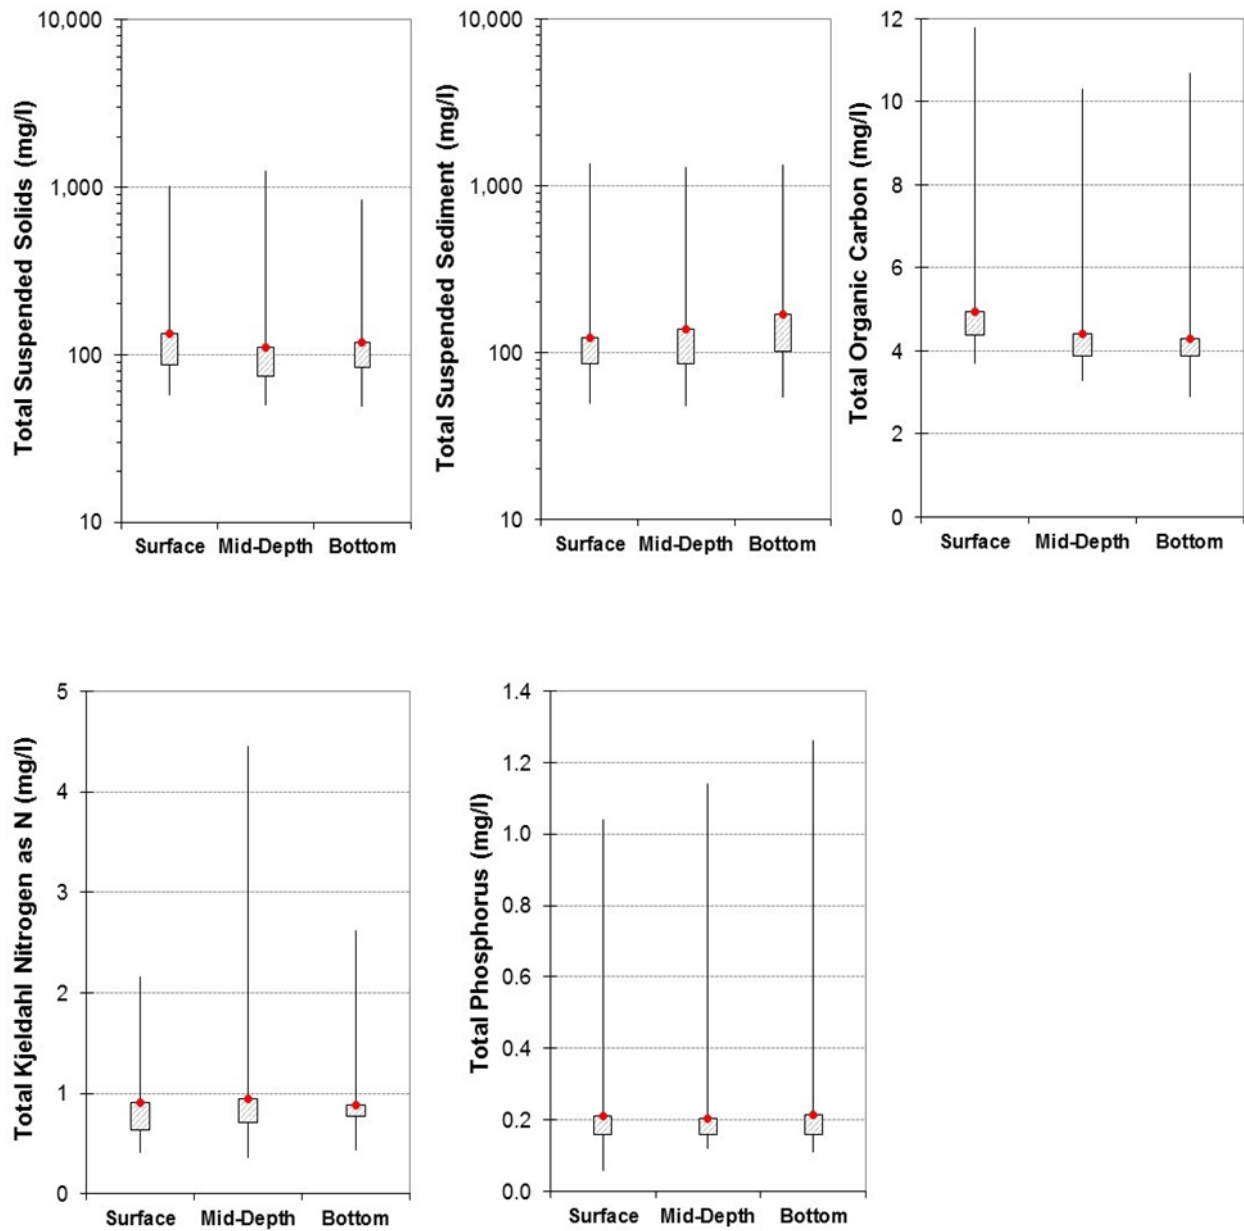 Total Suspended Solids (mg/l)
10,000
1,000
100
10
Surface Mid-Depth Bottom
Total Suspended Sediment (mg/l)
10,000
1,000
100
10
Surface Mid-Depth Bottom
Total Organic Carbon (mg/l)
12
10
8
6
4
2
0
Surface Mid-Depth Bottom
Total Kjeldahl Nitrogen as N (mg/l)
5
4
3
2
1
0
Surface Mid-Depth Bottom
Total Phosphorus (mg/l)
1.4
1.2
1.0
0.8
0.6
0.4
0.2
0.0
Surface Mid-Depth Bottom